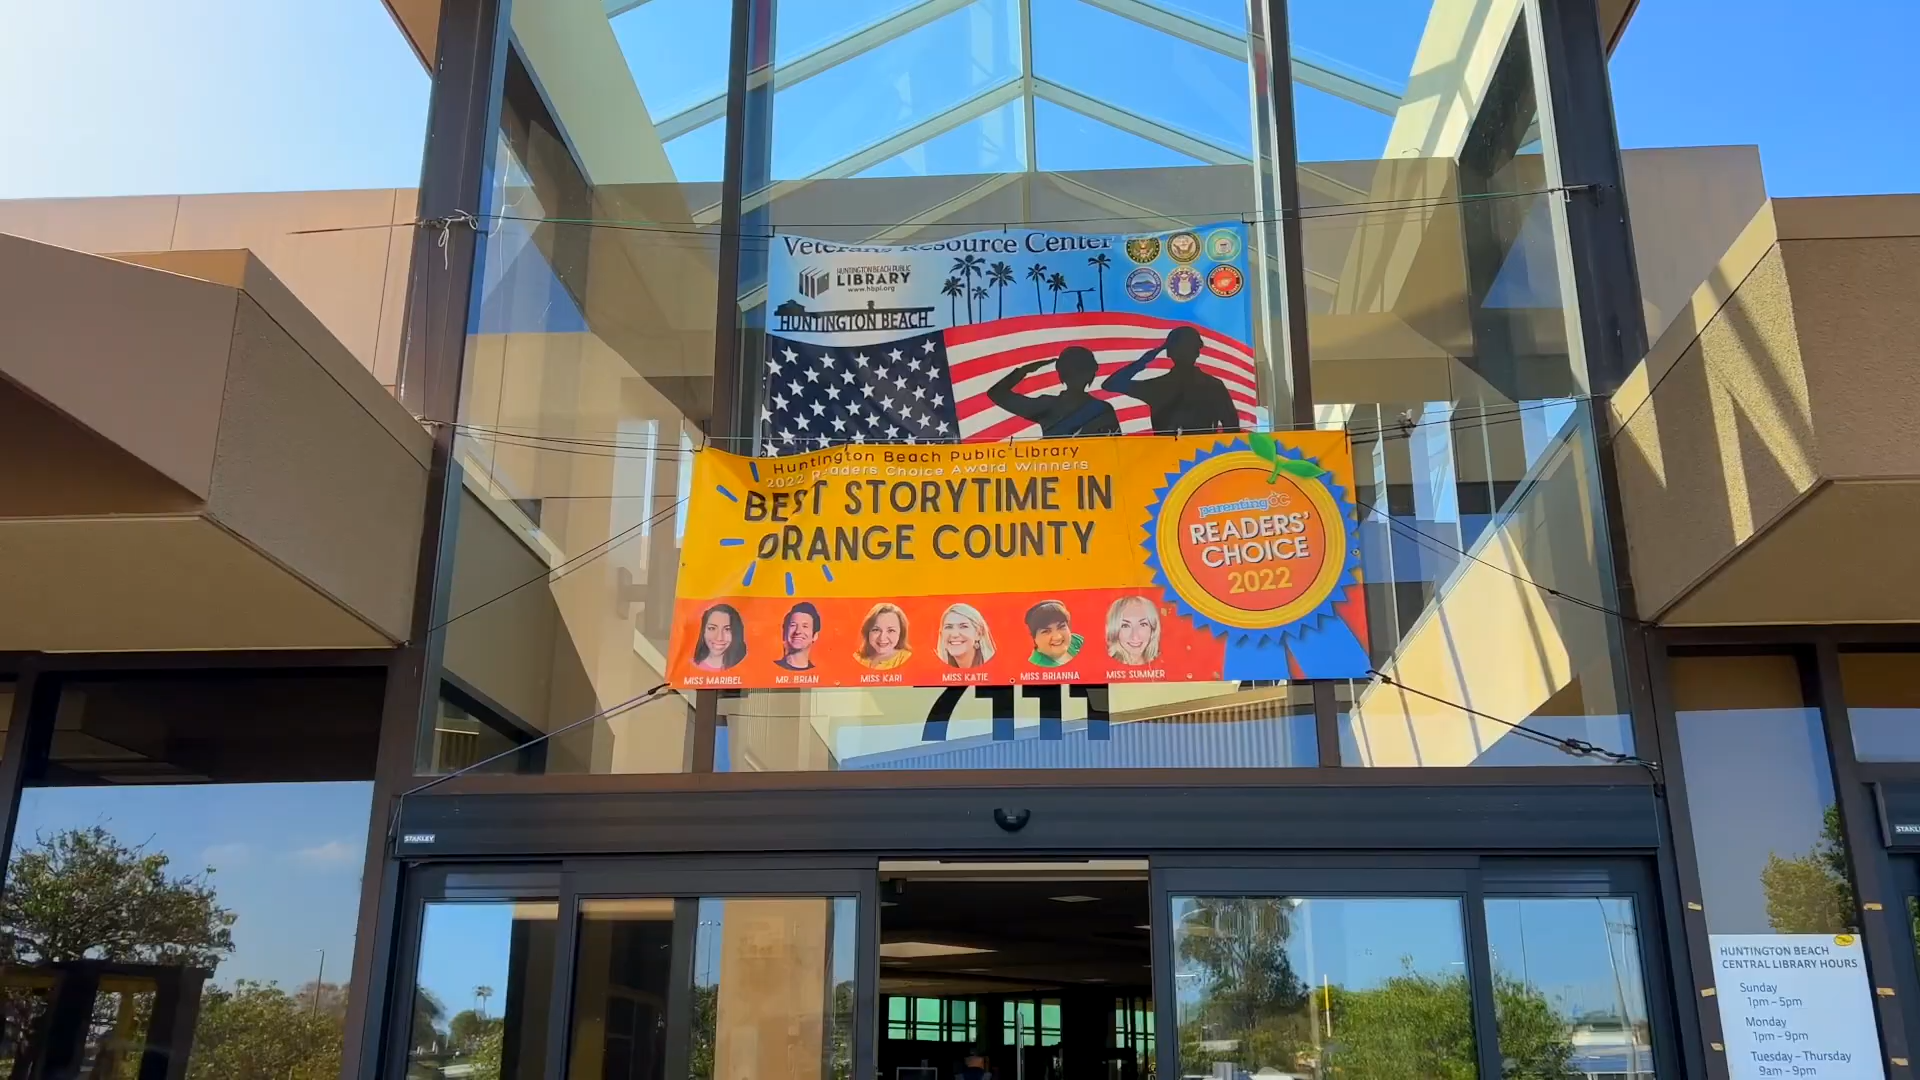 Veterans Resource Center
HUNTINGTON BEACH PUBLIC
LIBRARY
www.hbpl.org
HUNTINGTON BEACH
Huntington Beach Public Library
2022 Readers Choice Award Winners
BEST STORYTIME IN
ORANGE COUNTY
parentingOC
READERS'
CHOICE
2022
MISS MARIBEL
MR. BRIAN
MISS KARI
MISS KATIE
MISS BRIANNA
MISS SUMMER
7111
STANLEY
HUNTINGTON BEACH
CENTRAL LIBRARY HOURS
Sunday
1pm – 5pm
Monday
1pm – 9pm
Tuesday – Thursday
9am – 9pm